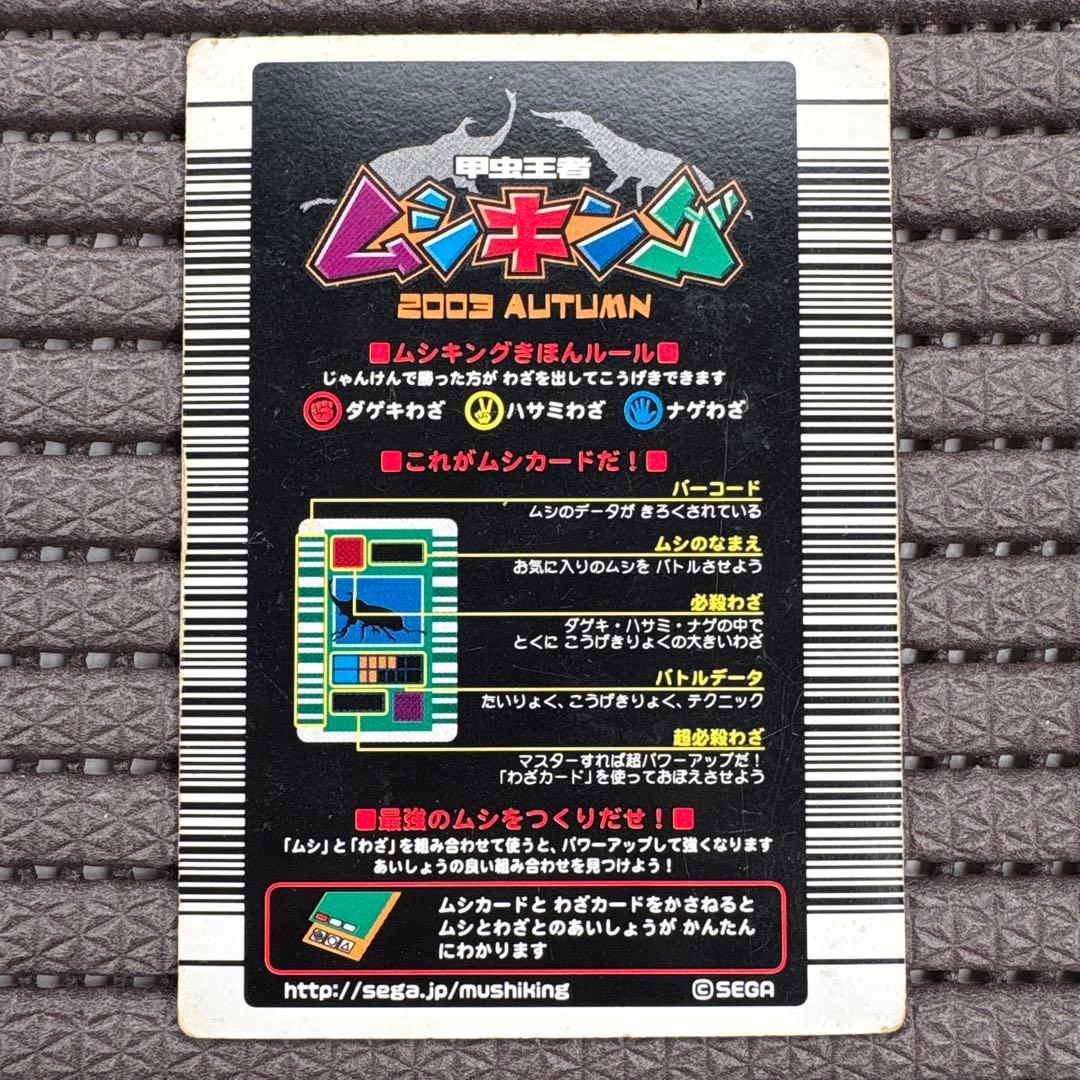 甲虫王者
ムシキング
2003 AUTUMN
■ムシキングきほんルール■
じゃんけんで勝った方が わざを出してこうげきできます
ダゲキわざ ハサミわざ ナゲわざ
■これがムシカードだ!■
バーコード
ムシのデータが きろくされている
ムシのなまえ
お気に入りのムシを バトルさせよう
必殺わざ
ダゲキ・ハサミ・ナゲの中で
とくに こうげきりょくの大きいわざ
バトルデータ
たいりょく、こうげきりょく、テクニック
超必殺わざ
マスターすれば超パワーアップだ!
「わざカード」を使っておぼえさせよう
■最強のムシをつくりだせ!■
「ムシ」と「わざ」を組み合わせて使うと、パワーアップして強くなります
あいしょうの良い組み合わせを見つけよう!
ムシカードと わざカードをかさねると
ムシとわざとのあいしょうが かんたん
にわかります
http://sega.jp/mushiking ©SEGA